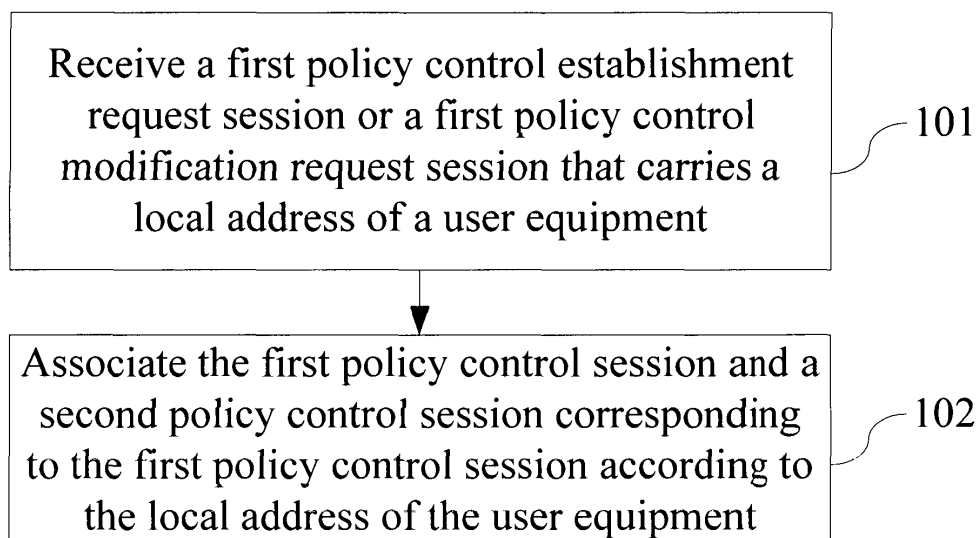 Receive a first policy control establishment
request session or a first policy control
modification request session that carries a
local address of a user equipment
101
Associate the first policy control session and a
second policy control session corresponding
to the first policy control session according to
the local address of the user equipment
102